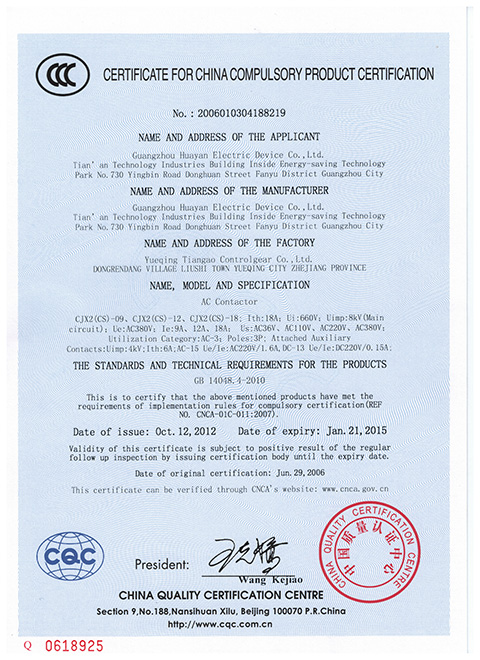 CCC
CERTIFICATE FOR CHINA COMPULSORY PRODUCT CERTIFICATION
No.: 2006010304188219
NAME AND ADDRESS OF THE APPLICANT
Guangzhou Huayan Electric Device Co.,Ltd.
Tian'an Technology Industries Building Inside Energy-saving Technology
Park No.730 Yingbin Road Donghuan Street Fanyu District Guangzhou City
NAME AND ADDRESS OF THE MANUFACTURER
Guangzhou Huayan Electric Device Co.,Ltd.
Tian'an Technology Industries Building Inside Energy-saving Technology
Park No.730 Yingbin Road Donghuan Street Fanyu District Guangzhou City
NAME AND ADDRESS OF THE FACTORY
Yueqing Tiangao Controlgear Co.,Ltd.
DONGRENDANG VILLAGE LIUSHI TOWN YUEQING CITY ZHEJIANG PROVINCE
NAME, MODEL AND SPECIFICATION
AC Contactor
CJX2(CS)-09、CJX2(CS)-12、CJX2(CS)-18; Ith:18A; Ui:660V; Uimp:8kV(Main
circuit); Ue:AC380V; Ie:9A、12A、18A; Us:AC36V、AC110V、AC220V、AC380V;
Utilization Category:AC-3; Poles:3P; Attached Auxiliary
Contacts:Uimp:4kV;Ith:6A;AC-15 Ue/Ie:AC220V/1.6A,DC-13 Ue/Ie:DC220V/0.15A;
THE STANDARDS AND TECHNICAL REQUIREMENTS FOR THE PRODUCTS
GB 14048.4-2010
This is to certify that the above mentioned products have met the
requirements of implementation rules for compulsory certification(REF
NO. CNCA-01C-011:2007).
Date of issue: Oct.12,2012 Date of expiry: Jan.21,2015
Validity of this certificate is subject to positive result of the regular
follow up inspection by issuing certification body until the expiry date.
Date of original certification: Jun.29,2006
This certificate can be verified through CNCA's website: www.cnca.gov.cn
CQC
President:
Wang Kejiao
CHINA QUALITY CERTIFICATION CENTRE
中国质量认证中心
CHINA QUALITY CERTIFICATION CENTRE
Section 9,No.188,Nansihuan Xilu, Beijing 100070 P.R.China
http://www.cqc.com.cn
Q 0618925